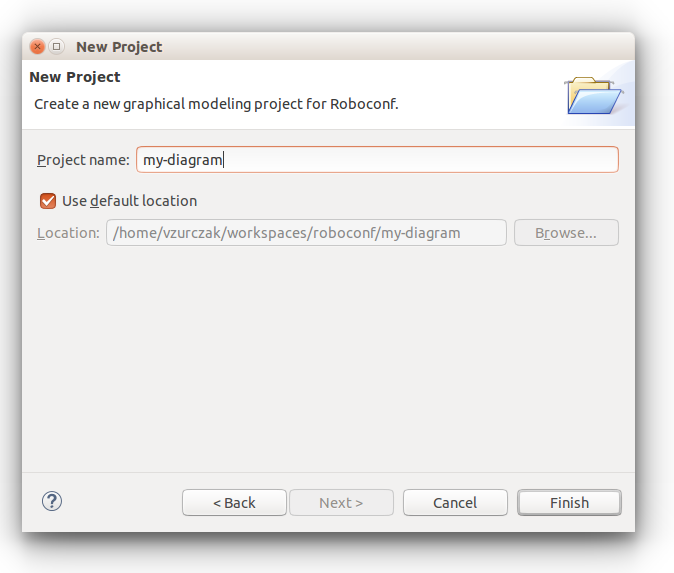 New Project
New Project
Create a new graphical modeling project for Roboconf.
Project name: my-diagram
Use default location
Location: /home/vzurczak/workspaces/roboconf/my-diagram Browse...
? < Back Next > Cancel Finish